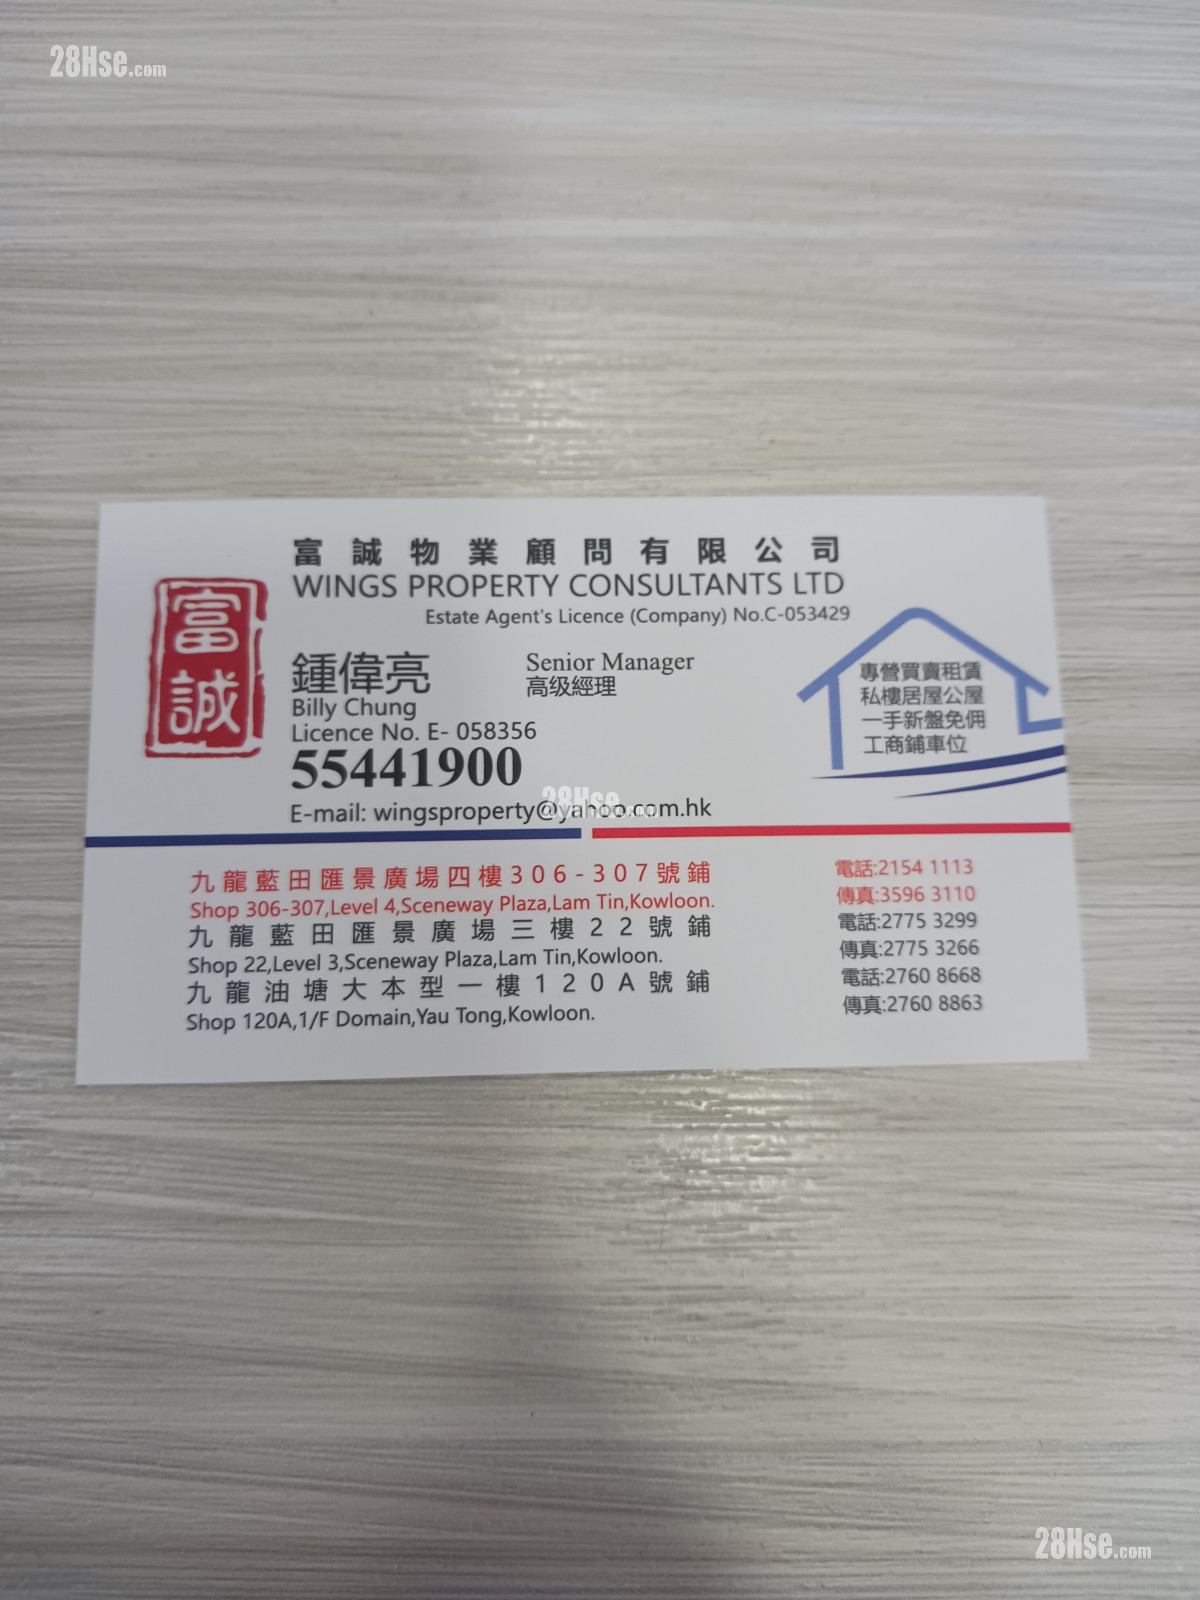 28Hse.com
富誠物業顧問有限公司
WINGS PROPERTY CONSULTANTS LTD
Estate Agent's Licence (Company) No.C-053429
富
誠
鍾偉亮
Senior Manager
高级經理
Billy Chung
Licence No. E- 058356
55441900
E-mail: wingsproperty@yahoo.com.hk
28Hse.com
專營買賣租賃
私樓居屋公屋
一手新盤免佣
工商鋪車位
九龍藍田匯景廣場四樓306-307號鋪
Shop 306-307,Level 4,Sceneway Plaza,Lam Tin,Kowloon.
九龍藍田匯景廣場三樓22號鋪
Shop 22,Level 3,Sceneway Plaza,Lam Tin,Kowloon.
九龍油塘大本型一樓120A號鋪
Shop 120A,1/F Domain,Yau Tong,Kowloon.
電話:2154 1113
傳真:3596 3110
電話:2775 3299
傳真:2775 3266
電話:2760 8668
傳真:2760 8863
28Hse.com